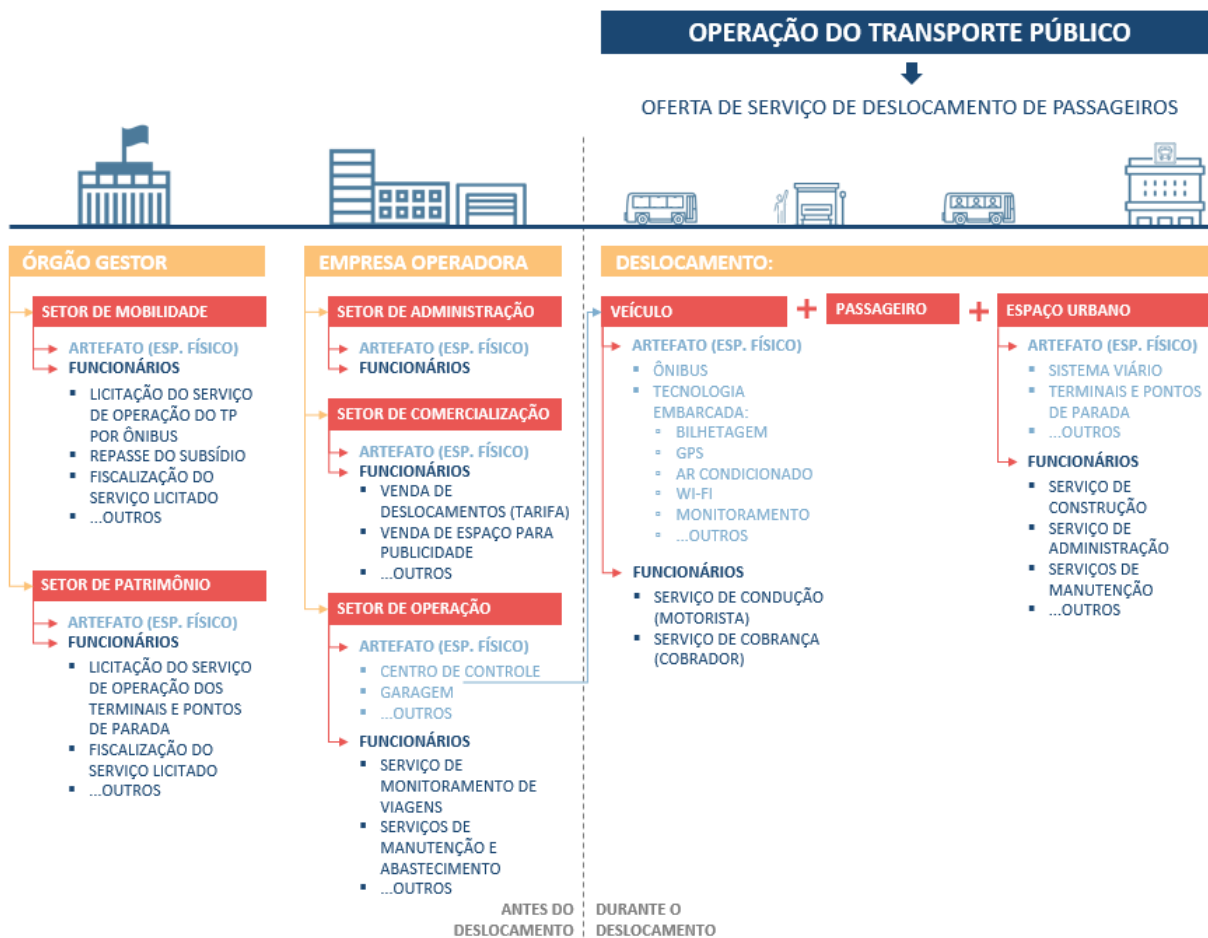 OPERAÇÃO DO TRANSPORTE PÚBLICO
OFERTA DE SERVIÇO DE DESLOCAMENTO DE PASSAGEIROS
ÓRGÃO GESTOR
SETOR DE MOBILIDADE
ARTEFATO (ESP. FÍSICO)
FUNCIONÁRIOS
▪ LICITAÇÃO DO SERVIÇO
DE OPERAÇÃO DO TP
POR ÔNIBUS
▪ REPASSE DO SUBSÍDIO
▪ FISCALIZAÇÃO DO
SERVIÇO LICITADO
▪ ...OUTROS
SETOR DE PATRIMÔNIO
ARTEFATO (ESP. FÍSICO)
FUNCIONÁRIOS
▪ LICITAÇÃO DO SERVIÇO
DE OPERAÇÃO DOS
TERMINAIS E PONTOS
DE PARADA
▪ FISCALIZAÇÃO DO
SERVIÇO LICITADO
▪ ...OUTROS
EMPRESA OPERADORA
SETOR DE ADMINISTRAÇÃO
ARTEFATO (ESP. FÍSICO)
FUNCIONÁRIOS
SETOR DE COMERCIALIZAÇÃO
ARTEFATO (ESP. FÍSICO)
FUNCIONÁRIOS
▪ VENDA DE
DESLOCAMENTOS (TARIFA)
▪ VENDA DE ESPAÇO PARA
PUBLICIDADE
▪ ...OUTROS
SETOR DE OPERAÇÃO
ARTEFATO (ESP. FÍSICO)
▪ CENTRO DE CONTROLE
▪ GARAGEM
▪ ...OUTROS
FUNCIONÁRIOS
▪ SERVIÇO DE
MONITORAMENTO DE
VIAGENS
▪ SERVIÇOS DE
MANUTENÇÃO E
ABASTECIMENTO
▪ ...OUTROS
DESLOCAMENTO:
VEÍCULO
ARTEFATO (ESP. FÍSICO)
▪ ÔNIBUS
▪ TECNOLOGIA
EMBARCADA:
▫ BILHETAGEM
▫ GPS
▫ AR CONDICIONADO
▫ WI-FI
▫ MONITORAMENTO
▫ ...OUTROS
FUNCIONÁRIOS
▪ SERVIÇO DE CONDUÇÃO
(MOTORISTA)
▪ SERVIÇO DE COBRANÇA
(COBRADOR)
+
PASSAGEIRO
+
ESPAÇO URBANO
ARTEFATO (ESP. FÍSICO)
▪ SISTEMA VIÁRIO
▪ TERMINAIS E PONTOS
DE PARADA
▪ ...OUTROS
FUNCIONÁRIOS
▪ SERVIÇO DE
CONSTRUÇÃO
▪ SERVIÇO DE
ADMINISTRAÇÃO
▪ SERVIÇOS DE
MANUTENÇÃO
▪ ...OUTROS
ANTES DO
DESLOCAMENTO
DURANTE O
DESLOCAMENTO